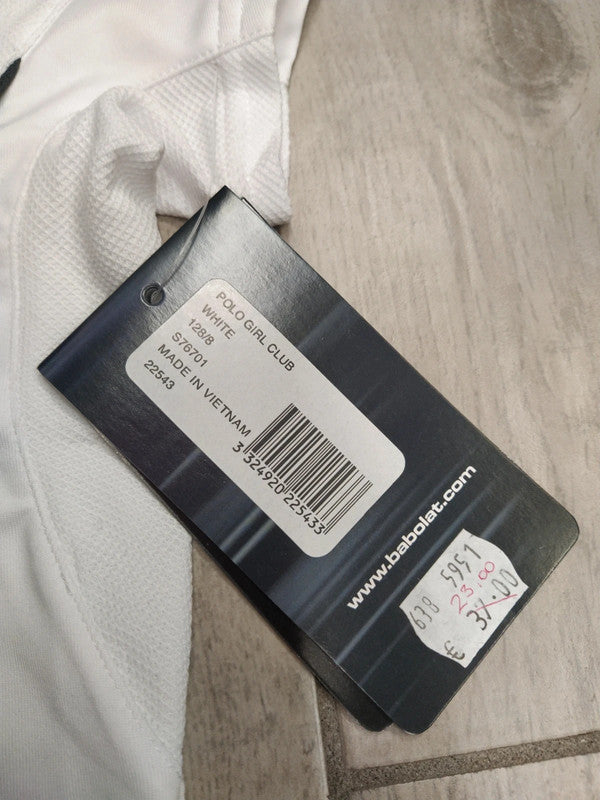 POLO GIRL CLUB
WHITE
128/8
S76701
MADE IN VIETNAM
22543
3 324920 225433
www.babolat.com
638 5951
23.00
€ 37.00